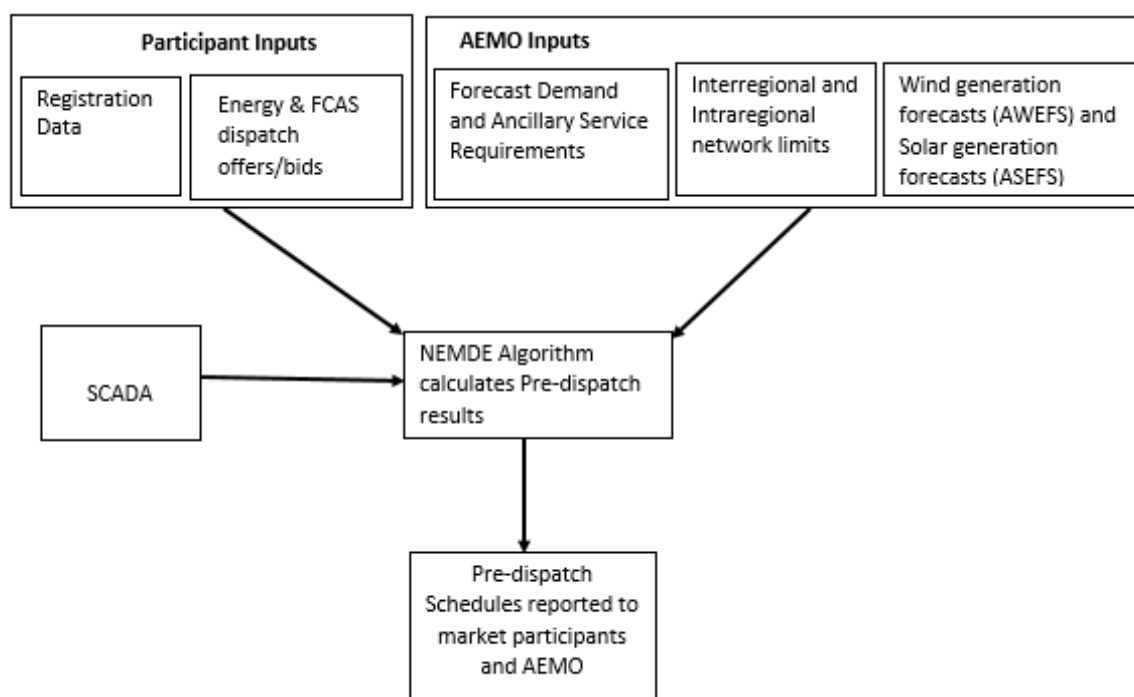 Participant Inputs
Registration
Data
Energy & FCAS
dispatch
offers/bids
AEMO Inputs
Forecast Demand
and Ancillary Service
Requirements
Interregional and
Intraregional
network limits
Wind generation
forecasts (AWEFS) and
Solar generation
forecasts (ASEFS)
SCADA
NEMDE Algorithm
calculates Pre-dispatch
results
Pre-dispatch
Schedules reported to
market participants
and AEMO